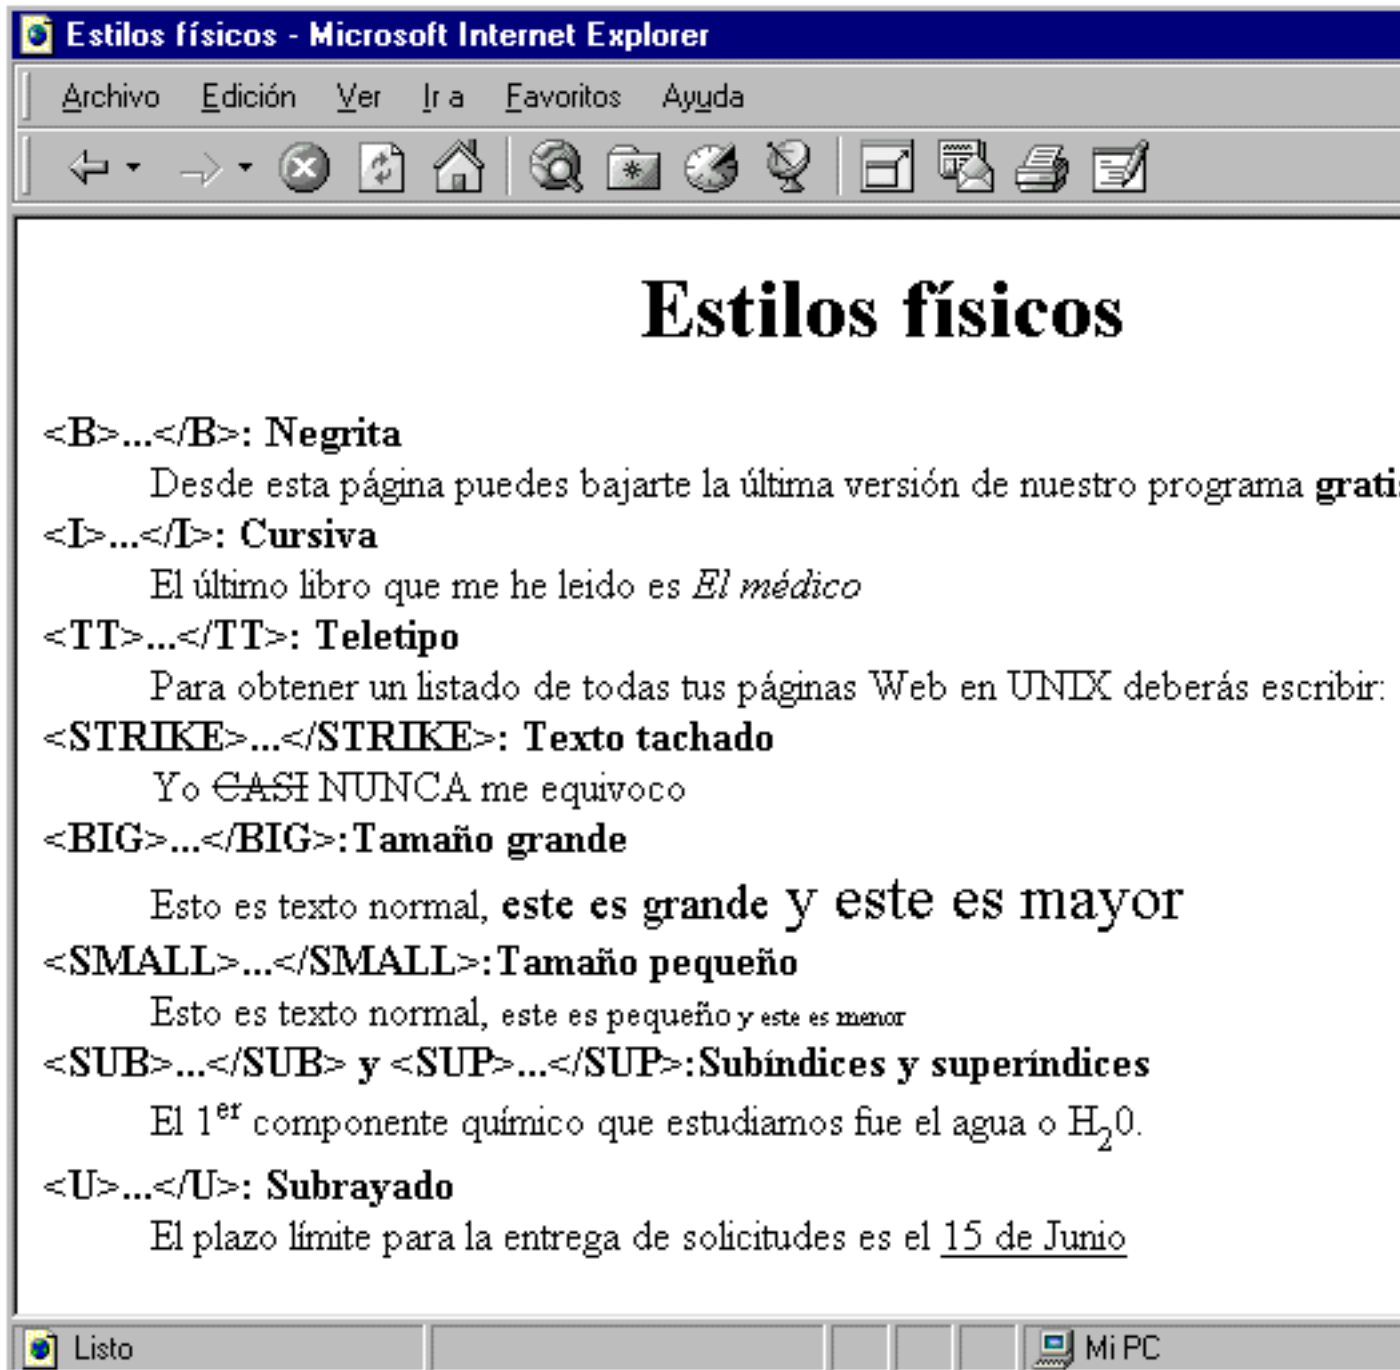 Estilos físicos - Microsoft Internet Explorer
Archivo Edición Ver Ir a Favoritos Ayuda
Estilos físicos
<B>...</B>: Negrita
Desde esta página puedes bajarte la última versión de nuestro programa gratis
<I>...</I>: Cursiva
El último libro que me he leido es El médico
<TT>...</TT>: Teletipo
Para obtener un listado de todas tus páginas Web en UNIX deberás escribir:
<STRIKE>...</STRIKE>: Texto tachado
Yo CASI NUNCA me equivoco
<BIG>...</BIG>:Tamaño grande
Esto es texto normal, este es grande y este es mayor
<SMALL>...</SMALL>:Tamaño pequeño
Esto es texto normal, este es pequeño y este es menor
<SUB>...</SUB> y <SUP>...</SUP>:Subíndices y superíndices
El 1er componente químico que estudiamos fue el agua o H20.
<U>...</U>: Subrayado
El plazo límite para la entrega de solicitudes es el 15 de Junio
Listo
Mi PC